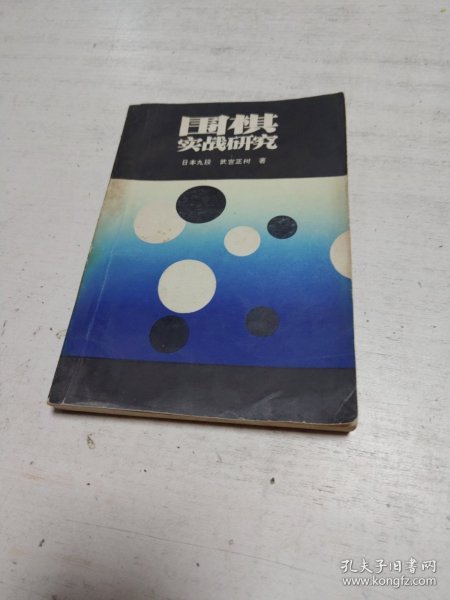 围棋
实战研究
日本九段 武宫正树 著
孔夫子旧书网
www.kongfz.com